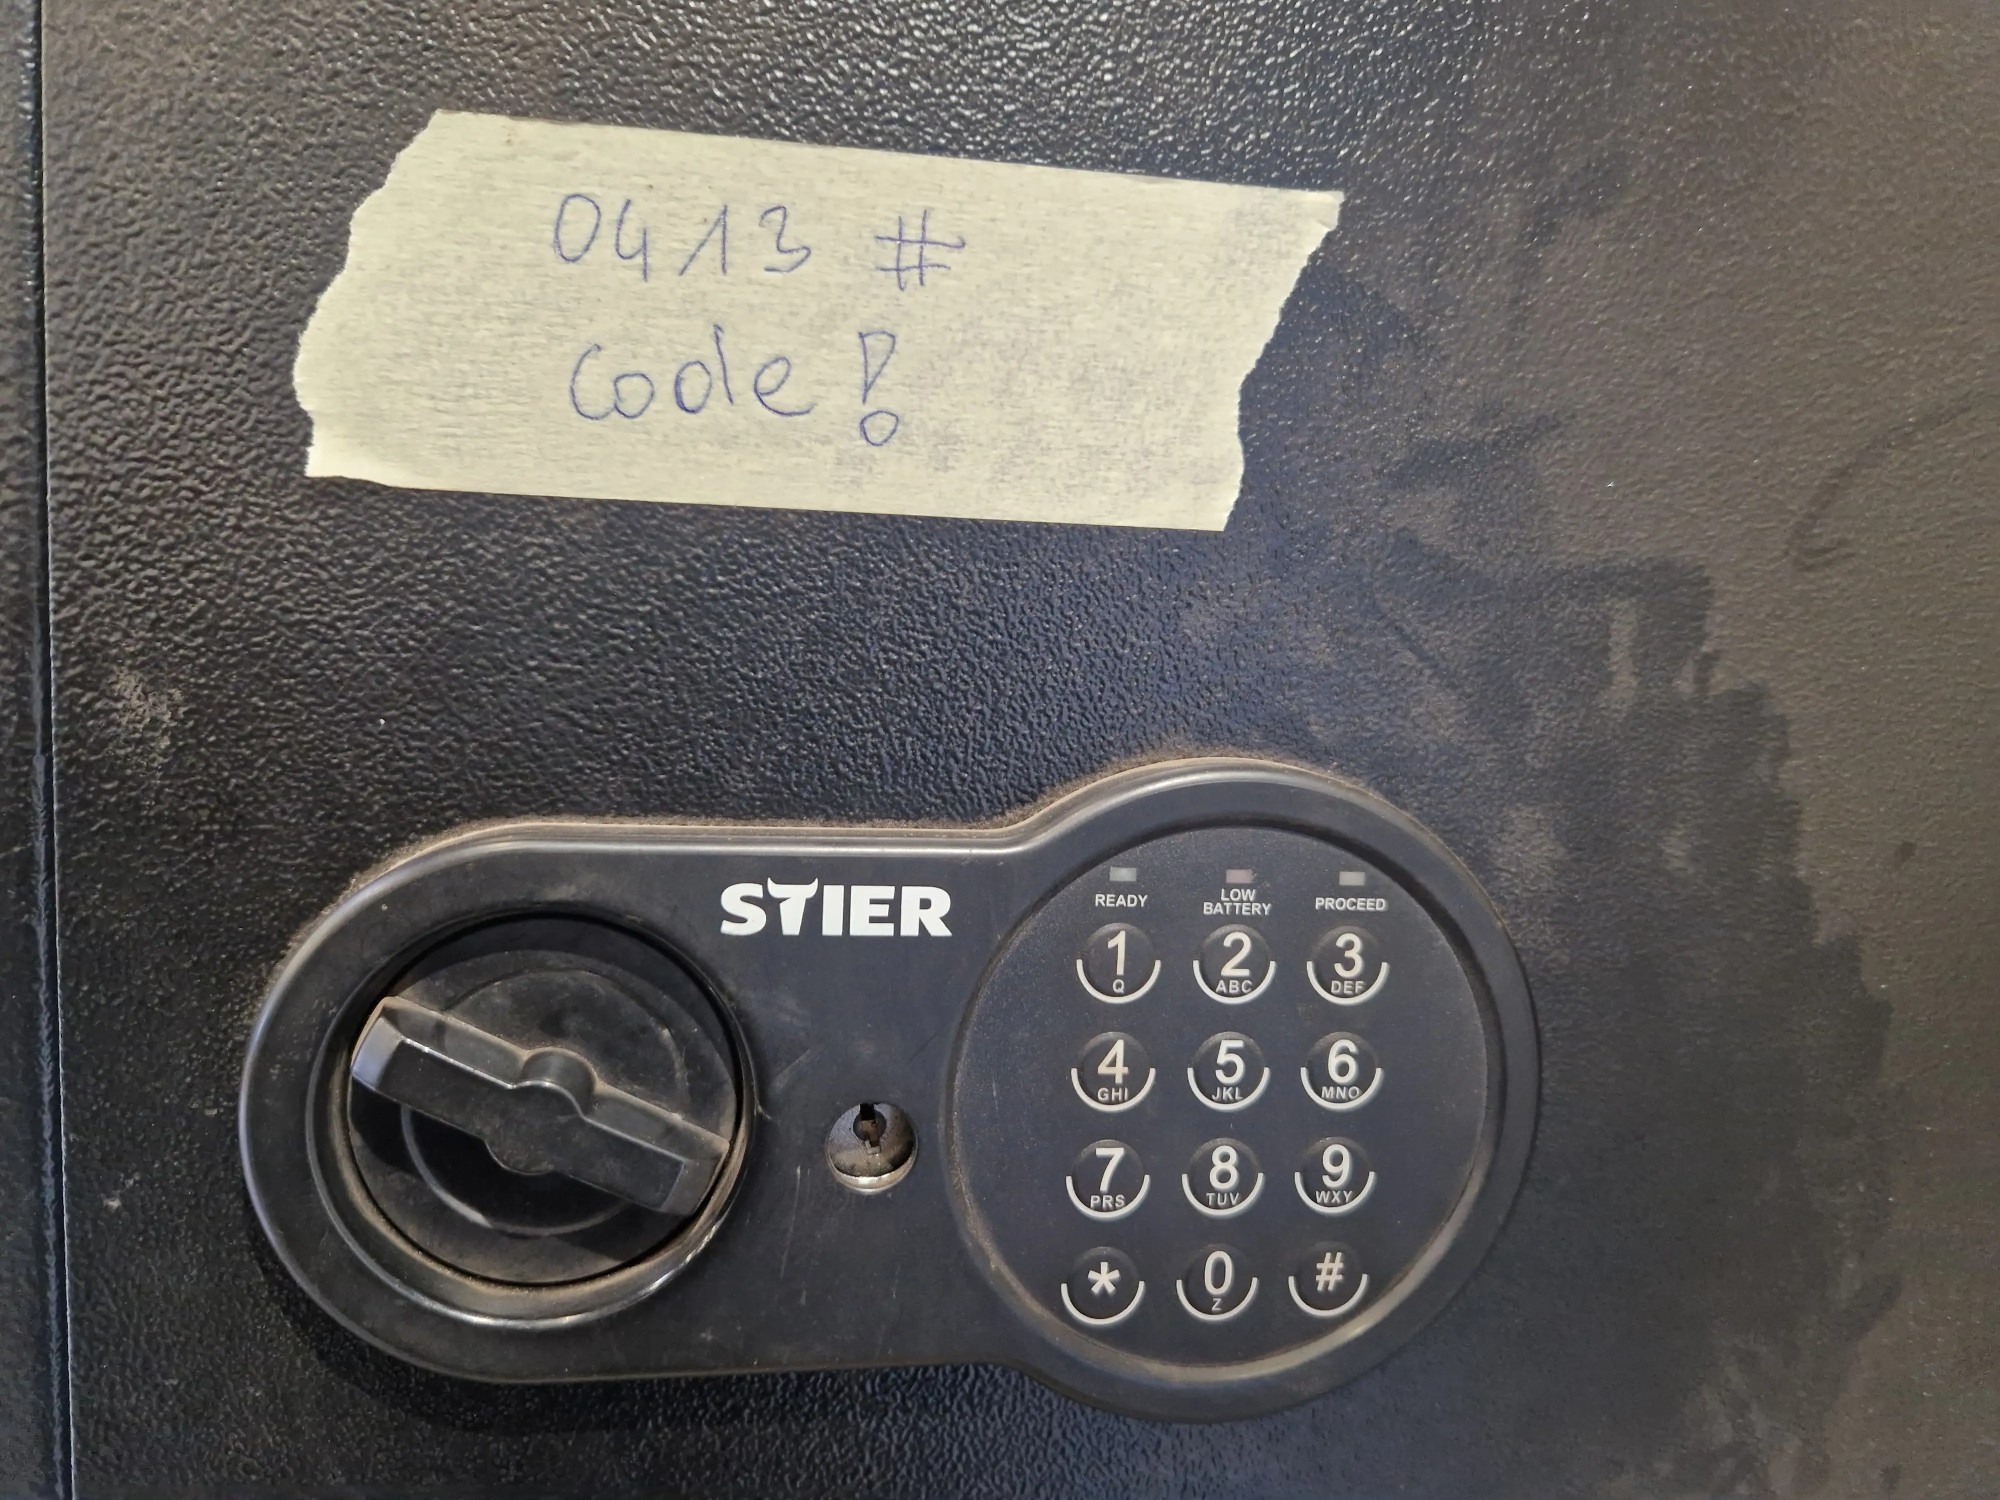 0413 #
Code!
STIER
READY
LOW
BATTERY
PROCEED
1 2 3
Q ABC DEF
4 5 6
GHI JKL MNO
7 8 9
PRS TUV WXY
* 0 #
Z